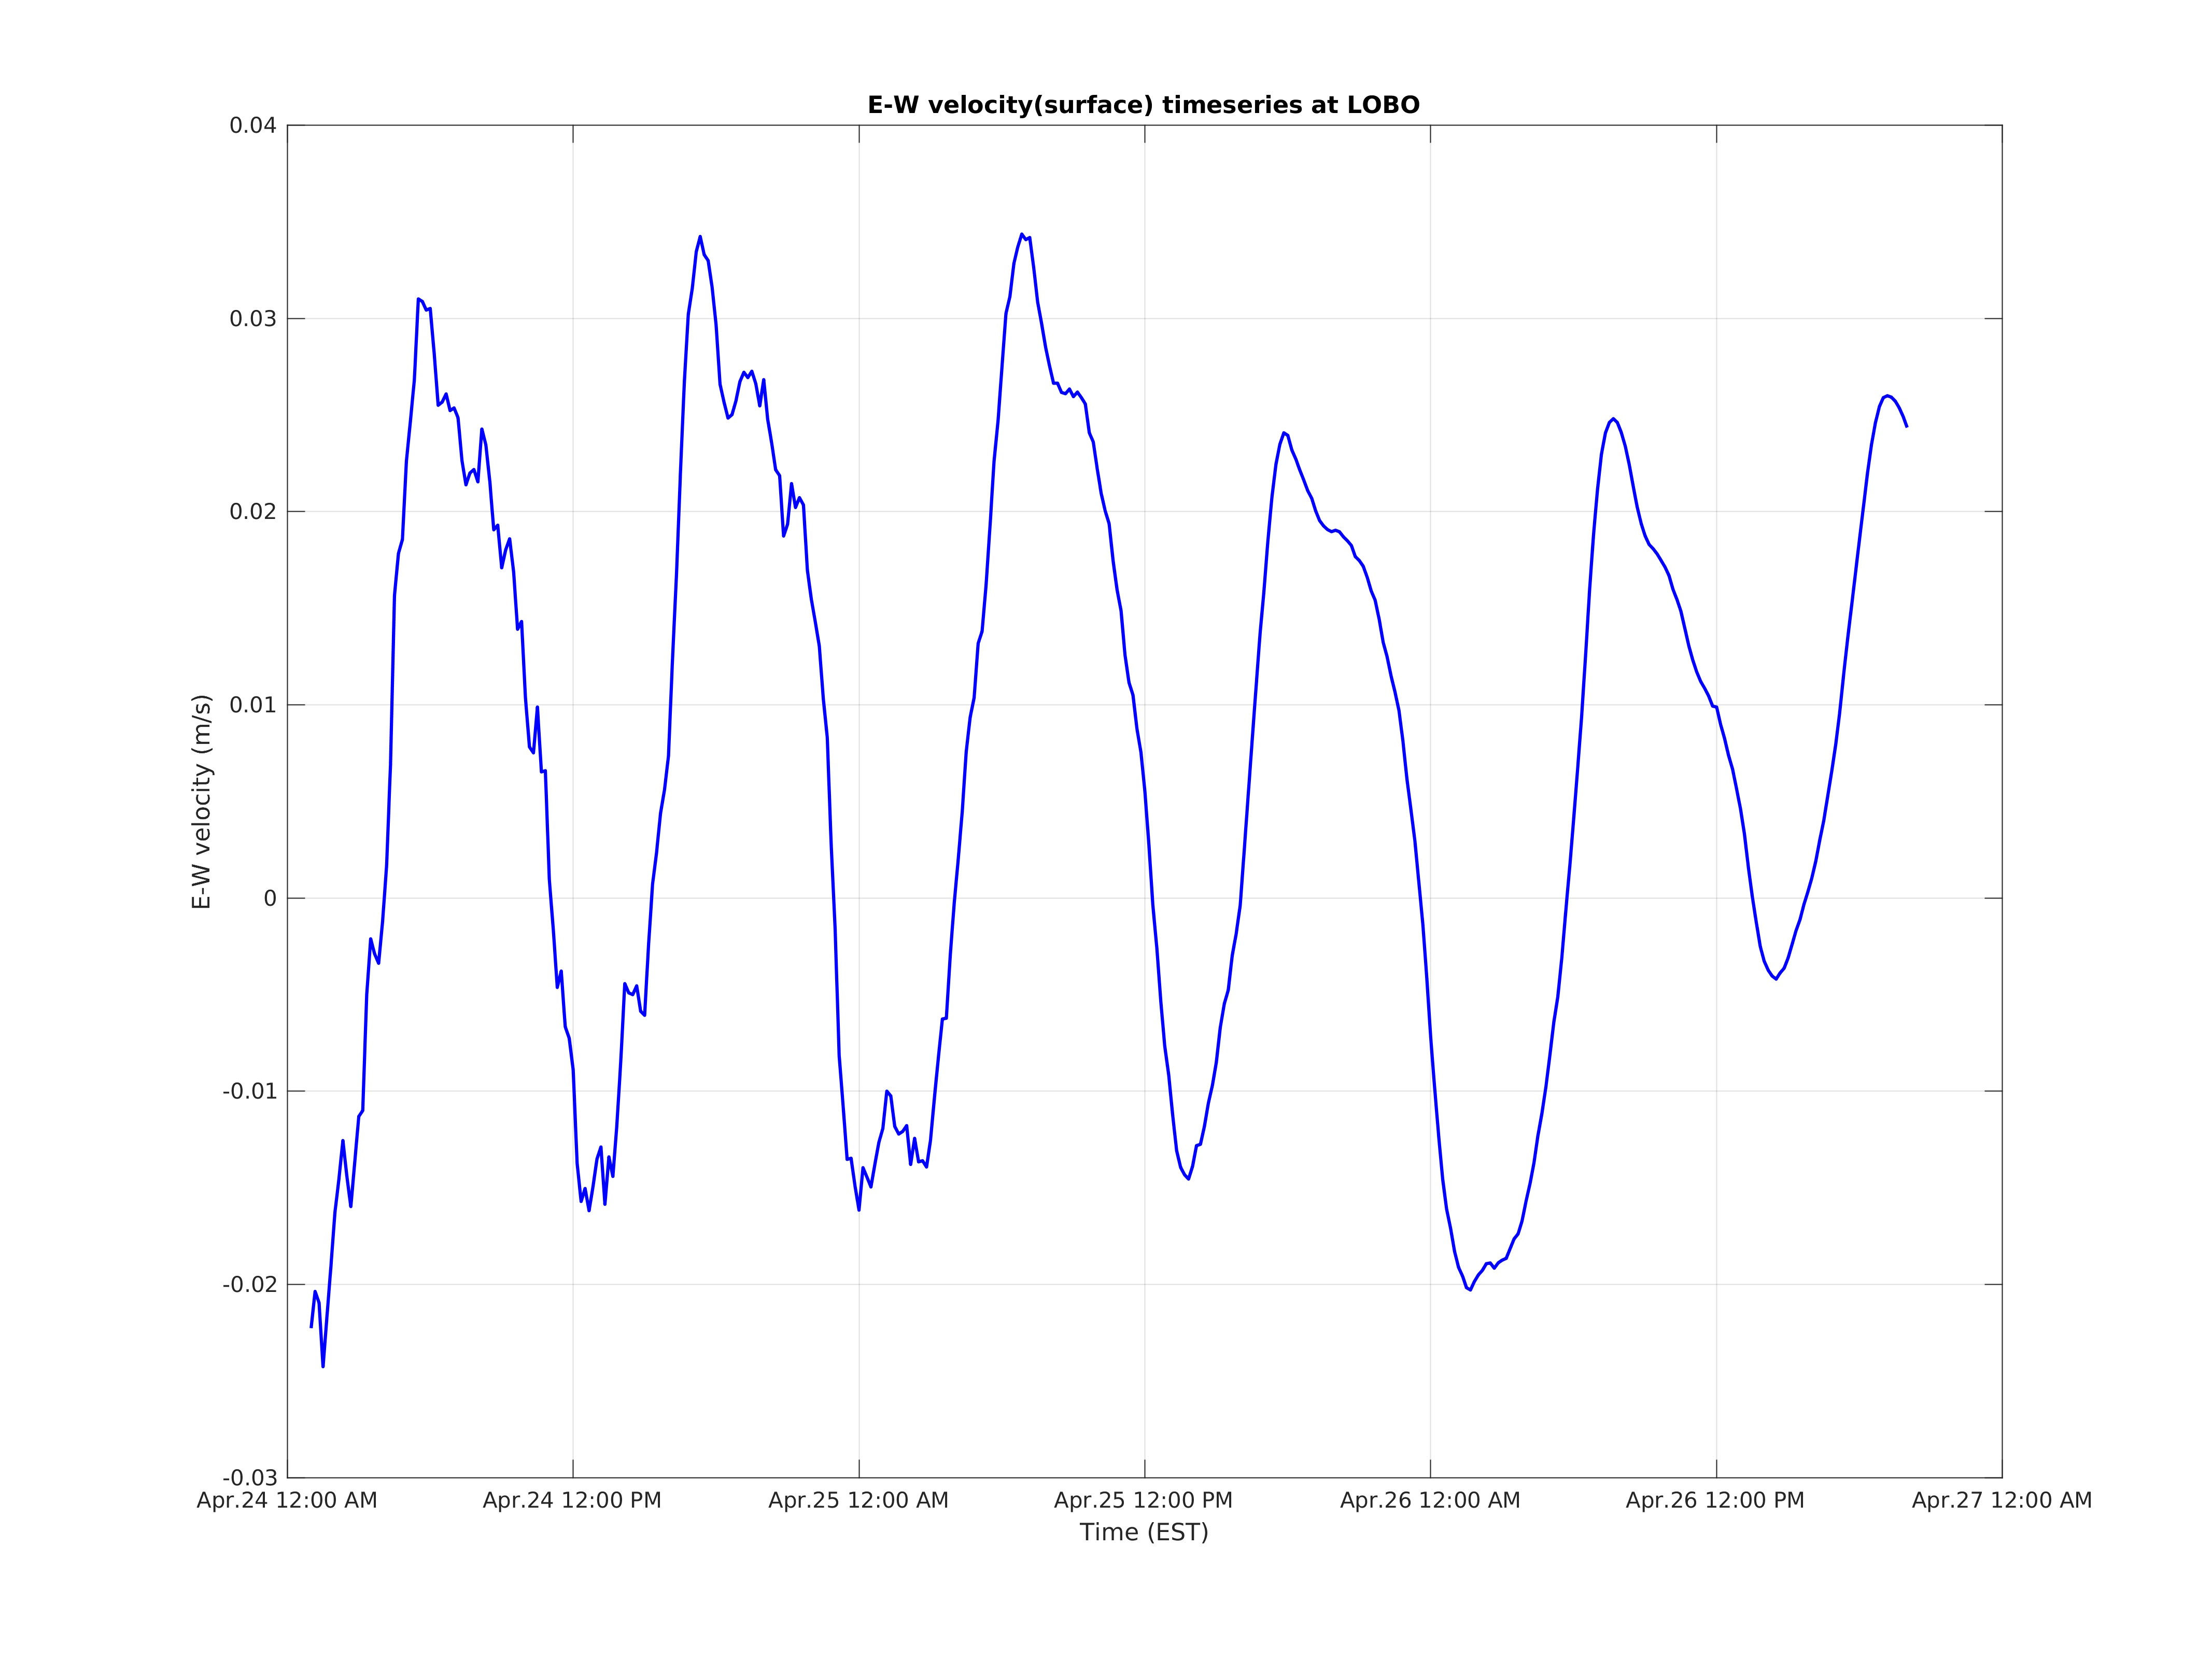 E-W velocity(surface) timeseries at LOBO
0.04
0.03
0.02
0.01
0
-0.01
-0.02
-0.03
E-W velocity (m/s)
Apr.24 12:00 AM Apr.24 12:00 PM Apr.25 12:00 AM Apr.25 12:00 PM Apr.26 12:00 AM Apr.26 12:00 PM Apr.27 12:00 AM
Time (EST)